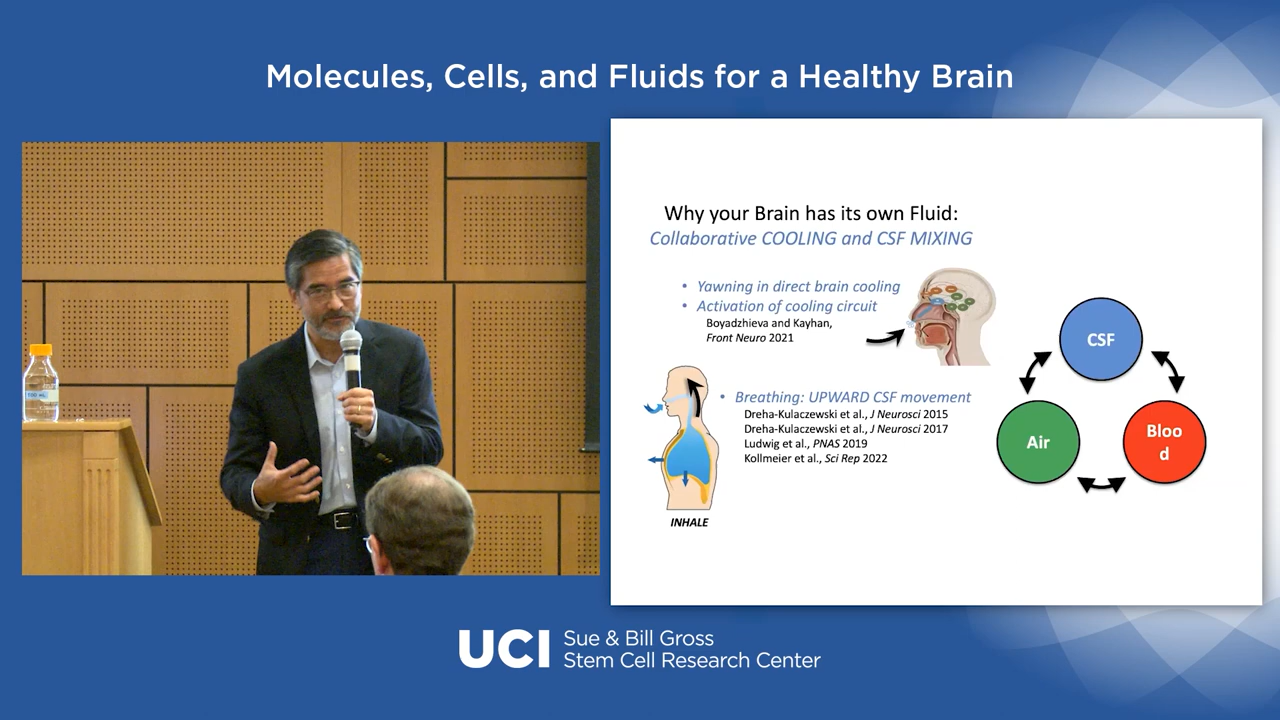 Molecules, Cells, and Fluids for a Healthy Brain
Why your Brain has its own Fluid:
Collaborative COOLING and CSF MIXING
• Yawning in direct brain cooling
• Activation of cooling circuit
Boyadzhieva and Kayhan,
Front Neuro 2021
• Breathing: UPWARD CSF movement
Dreha-Kulaczewski et al., J Neurosci 2015
Dreha-Kulaczewski et al., J Neurosci 2017
Ludwig et al., PNAS 2019
Kollmeier et al., Sci Rep 2022
INHALE
CSF
Air
Bloo
d
UCI
Sue & Bill Gross
Stem Cell Research Center